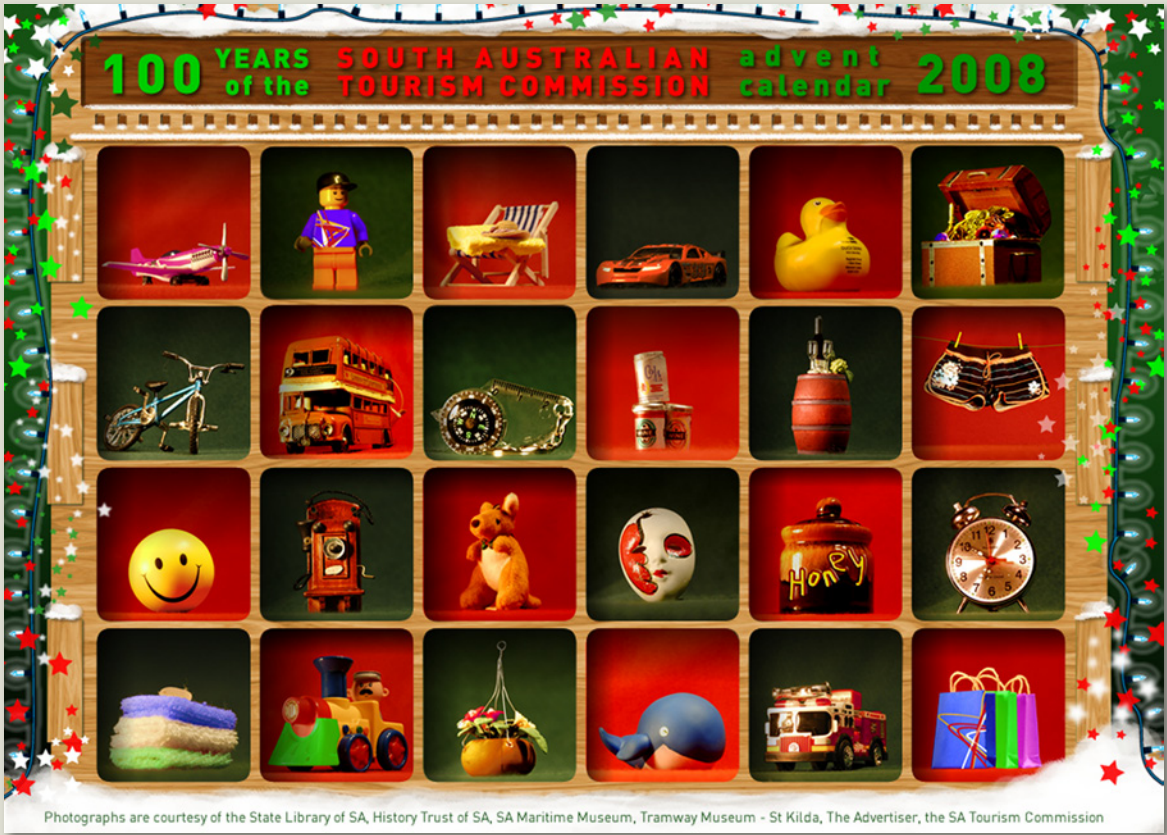 100 YEARS of the SOUTH AUSTRALIAN TOURISM COMMISSION advent calendar 2008
Honey
Photographs are courtesy of the State Library of SA, History Trust of SA, SA Maritime Museum, Tramway Museum - St Kilda, The Advertiser, the SA Tourism Commission